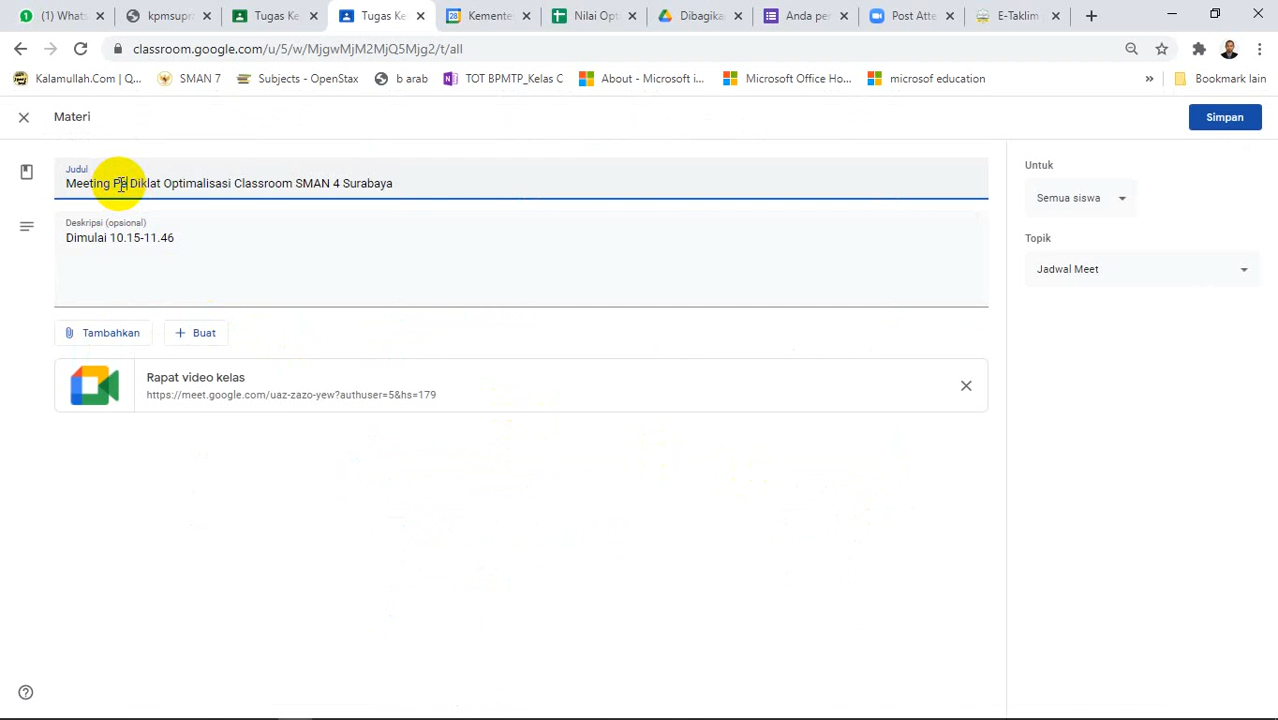 (1) Whats
kpmsupa
Tugas Ke
Tugas Ke
Kemente
Nilai Opt
Dibagika
Anda per
Post Atte
E-Taklim
classroom.google.com/u/5/w/MjgwMjM2MjQ5Mjg2/t/all
Kalamullah.Com | Q...
SMAN 7
Subjects - OpenStax
b arab
TOT BPMTP_Kelas C
About - Microsoft i...
Microsoft Office Ho...
microsof education
»
Bookmark lain
Materi
Simpan
Judul
Meeting Diklat Optimalisasi Classroom SMAN 4 Surabaya
Untuk
Semua siswa
Deskripsi (opsional)
Dimulai 10.15-11.46
Topik
Jadwal Meet
Tambahkan
Buat
Rapat video kelas
https://meet.google.com/uaz-zazo-yew?authuser=5&hs=179